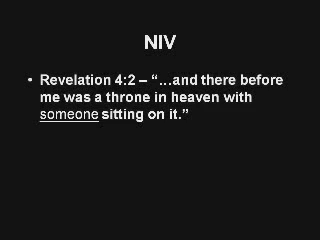 NIV
• Revelation 4:2 – “…and there before
me was a throne in heaven with
someone sitting on it.”